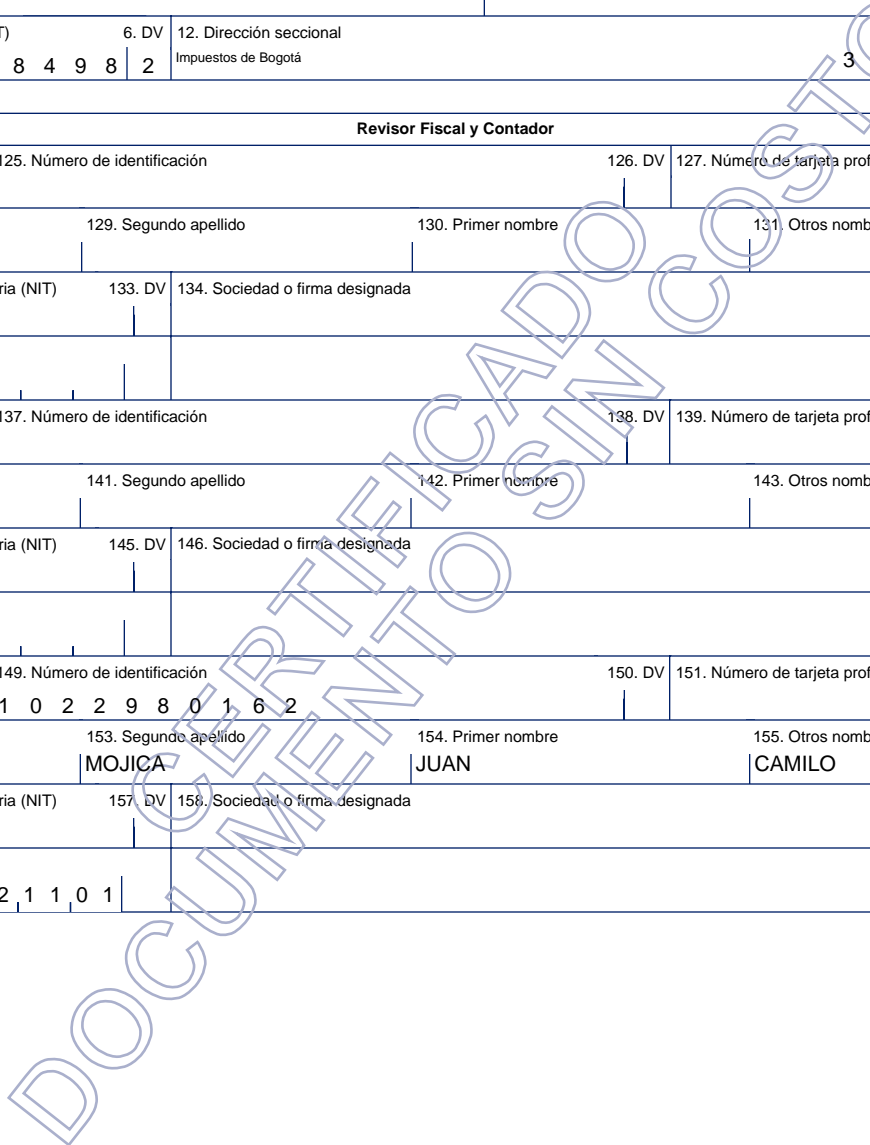 T) 6. DV 12. Dirección seccional
8 4 9 8 2 Impuestos de Bogotá 3
Revisor Fiscal y Contador
125. Número de identificación 126. DV 127. Número de tarjeta prof
129. Segundo apellido 130. Primer nombre 131. Otros nomb
ria (NIT) 133. DV 134. Sociedad o firma designada
137. Número de identificación 138. DV 139. Número de tarjeta prof
141. Segundo apellido 142. Primer nombre 143. Otros nomb
ria (NIT) 145. DV 146. Sociedad o firma designada
149. Número de identificación 150. DV 151. Número de tarjeta prof
1 0 2 2 9 8 0 1 6 2
153. Segundo apellido 154. Primer nombre 155. Otros nomb
MOJICA JUAN CAMILO
ria (NIT) 157. DV 158. Sociedad o firma designada
2 1 1 0 1
CERTIFICADO
DOCUMENTO SIN COSTO